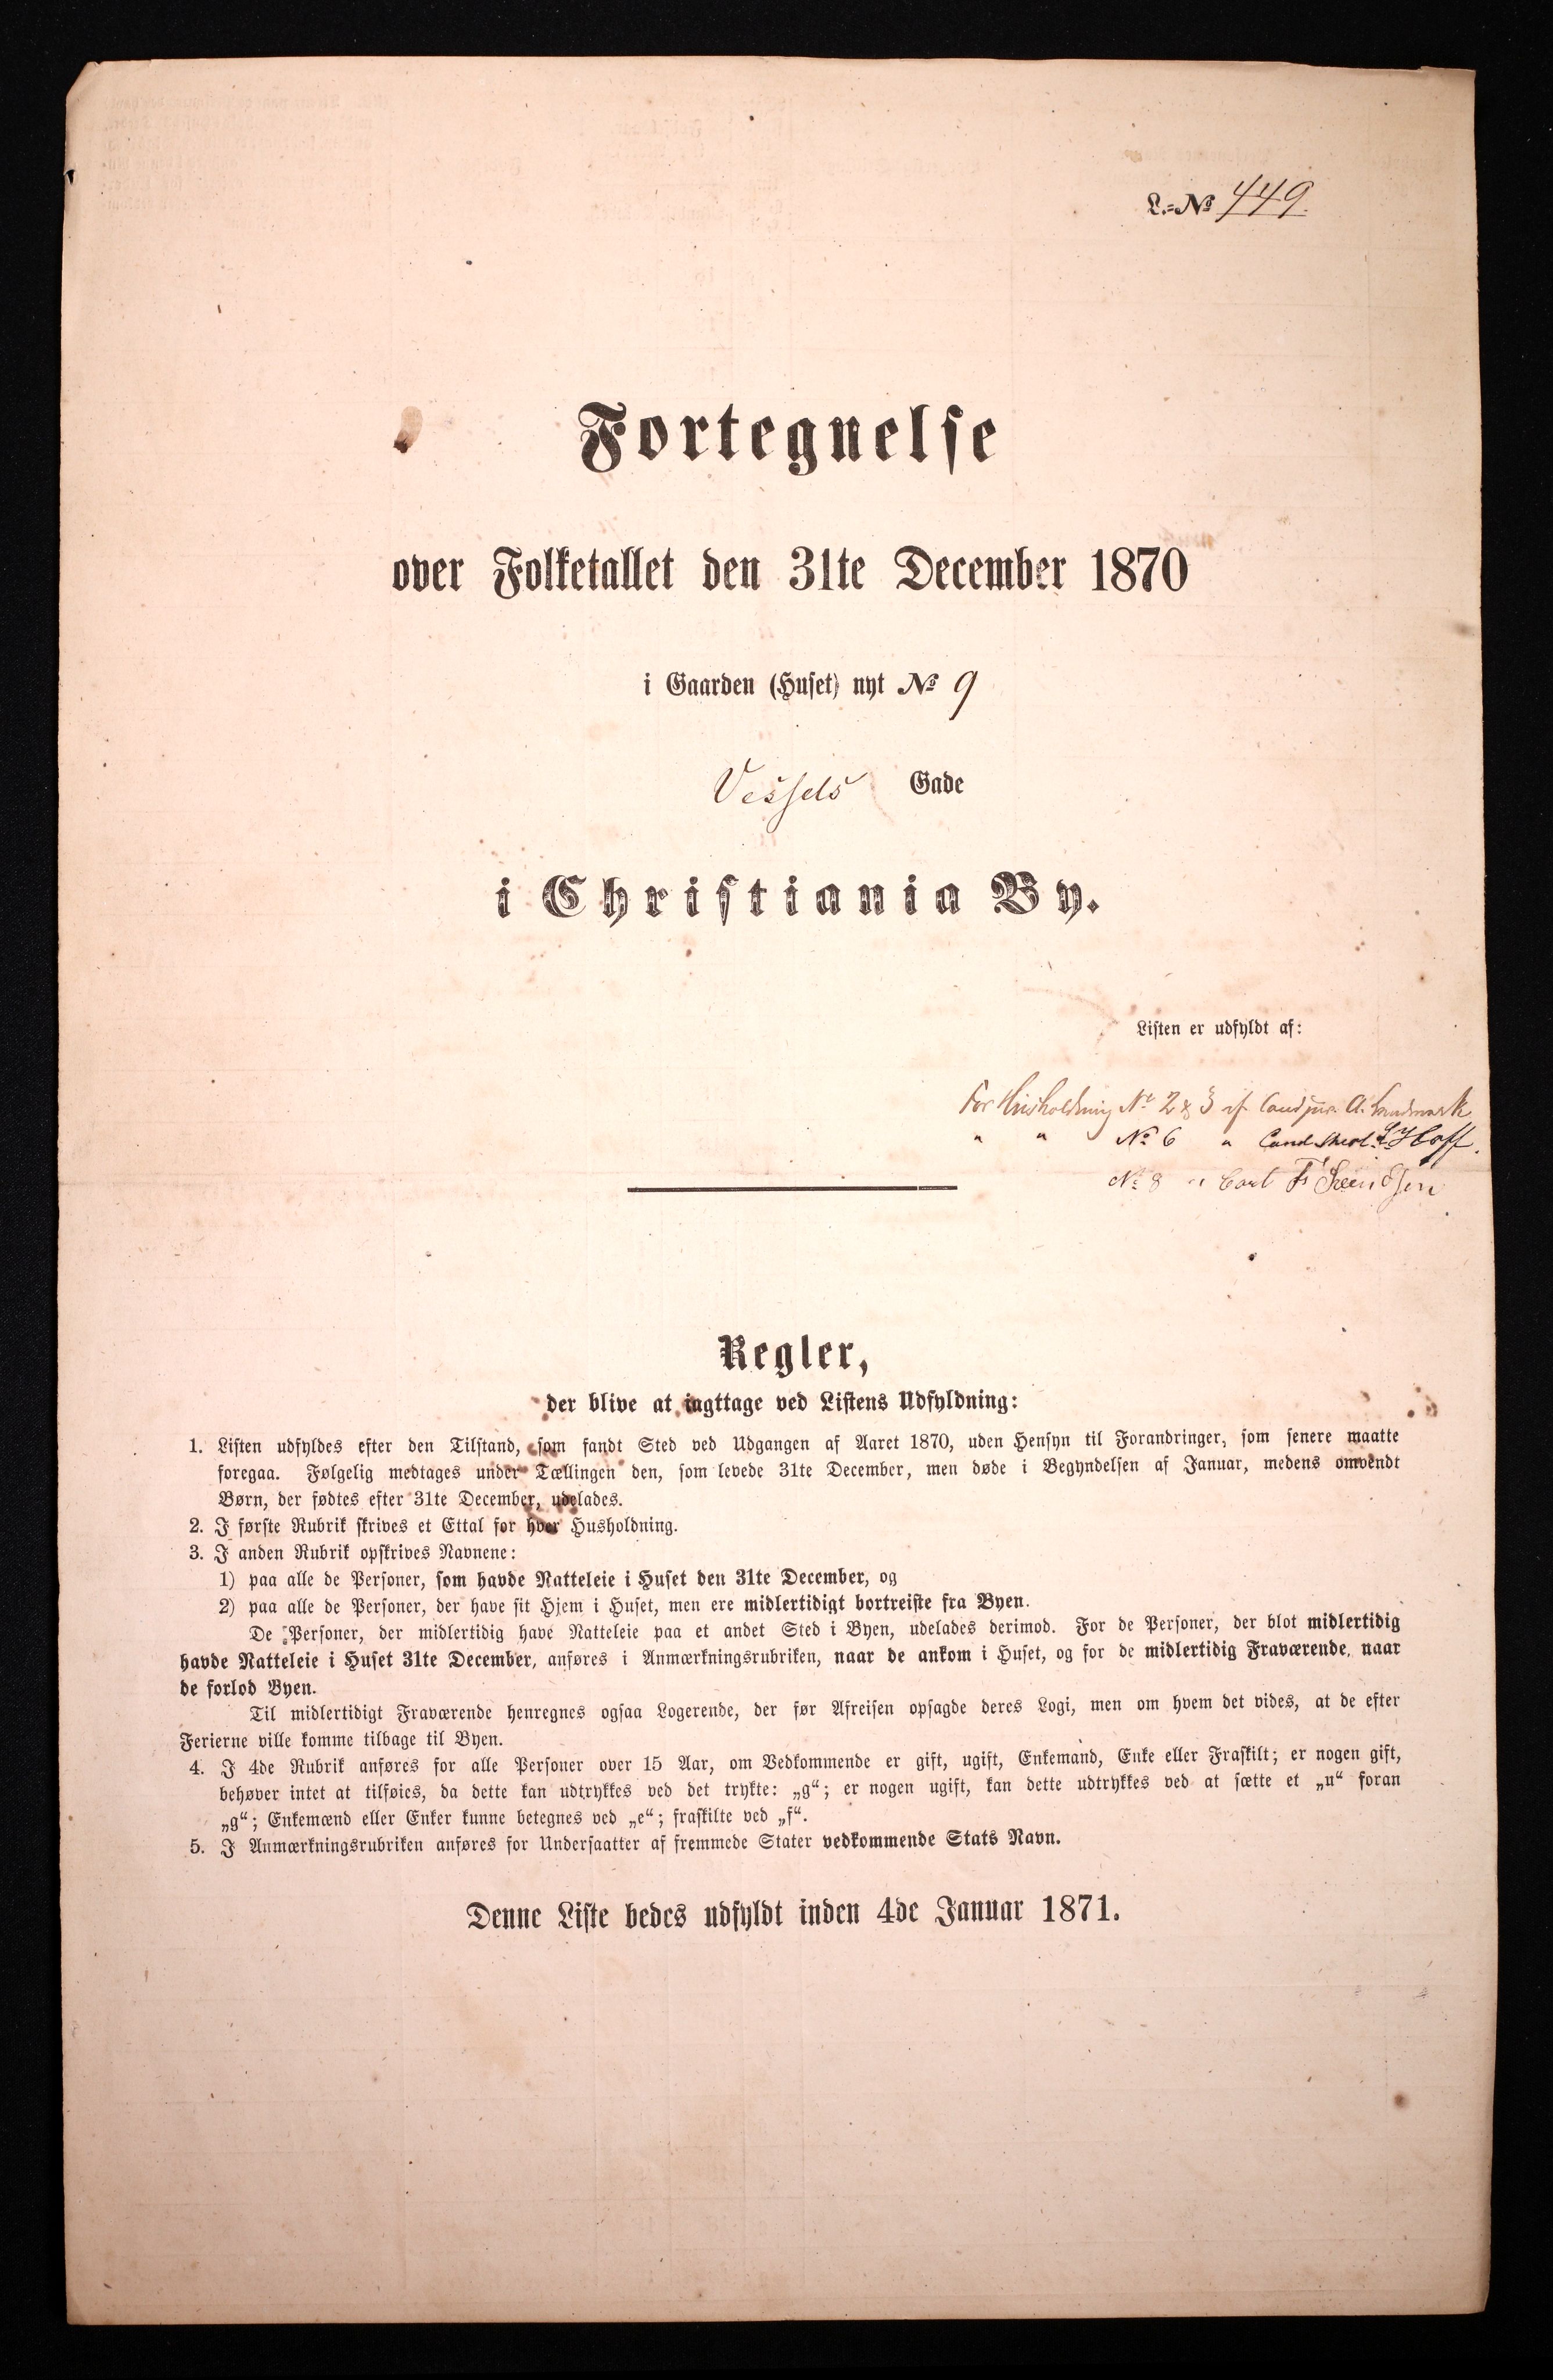 L.-№ 449.
Fortegnelse
over Folketallet den 31te December 1870
i Gaarden (Huset) nyt № 9
Vessels Gade
i Christiania By.
Listen er udfyldt af:
For Husholdning № 2 & 3 af Cand jur. A. Landmark
" " № 6 " Cand theol. Hoff.
№ 8 " Carl F Svendsen
Regler,
der blive at iagttage ved Listens Udfyldning:
1. Listen udfyldes efter den Tilstand, som fandt Sted ved Udgangen af Aaret 1870, uden Hensyn til Forandringer, som senere maatte
foregaa. Følgelig medtages under Tællingen den, som levede 31te December, men døde i Begyndelsen af Januar, medens omvendt
Børn, der fødtes efter 31te December, udelades.
2. I første Rubrik skrives et Ettal for hver Husholdning.
3. I anden Rubrik opskrives Navnene:
1) paa alle de Personer, som havde Natteleie i Huset den 31te December, og
2) paa alle de Personer, der have sit Hjem i Huset, men ere midlertidigt bortreiste fra Byen.
De Personer, der midlertidig have Natteleie paa et andet Sted i Byen, udelades derimod. For de Personer, der blot midlertidig
havde Natteleie i Huset 31te December, anføres i Anmærkningsrubriken, naar de ankom i Huset, og for de midlertidig Fraværende, naar
de forlod Byen.
Til midlertidigt Fraværende henregnes ogsaa Logerende, der før Afreisen opsagde deres Logi, men om hvem det vides, at de efter
Ferierne ville komme tilbage til Byen.
4. I 4de Rubrik anføres for alle Personer over 15 Aar, om Vedkommende er gift, ugift, Enkemand, Enke eller Fraskilt; er nogen gift,
behøver intet at tilføies, da dette kan udtrykkes ved det trykte: „g“; er nogen ugift, kan dette udtrykkes ved at sætte et „u“ foran
„g“; Enkemænd eller Enker kunne betegnes ved „e“; fraskilte ved „f“.
5. I Anmærkningsrubriken anføres for Undersaatter af fremmede Stater vedkommende Stats Navn.
Denne Liste bedes udfyldt inden 4de Januar 1871.